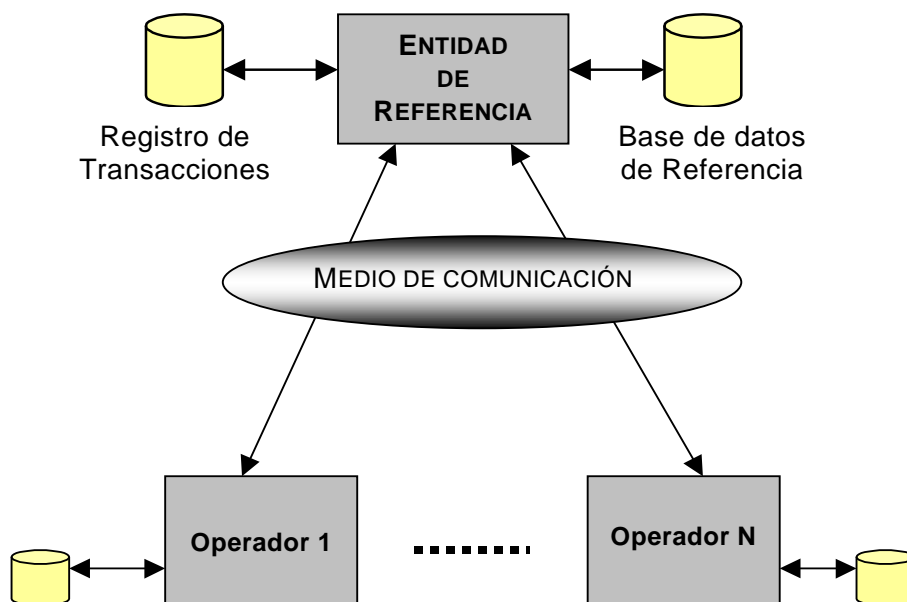 ENTIDAD
DE
REFERENCIA
Registro de
Transacciones
Base de datos
de Referencia
MEDIO DE COMUNICACIÓN
Operador 1
Operador N